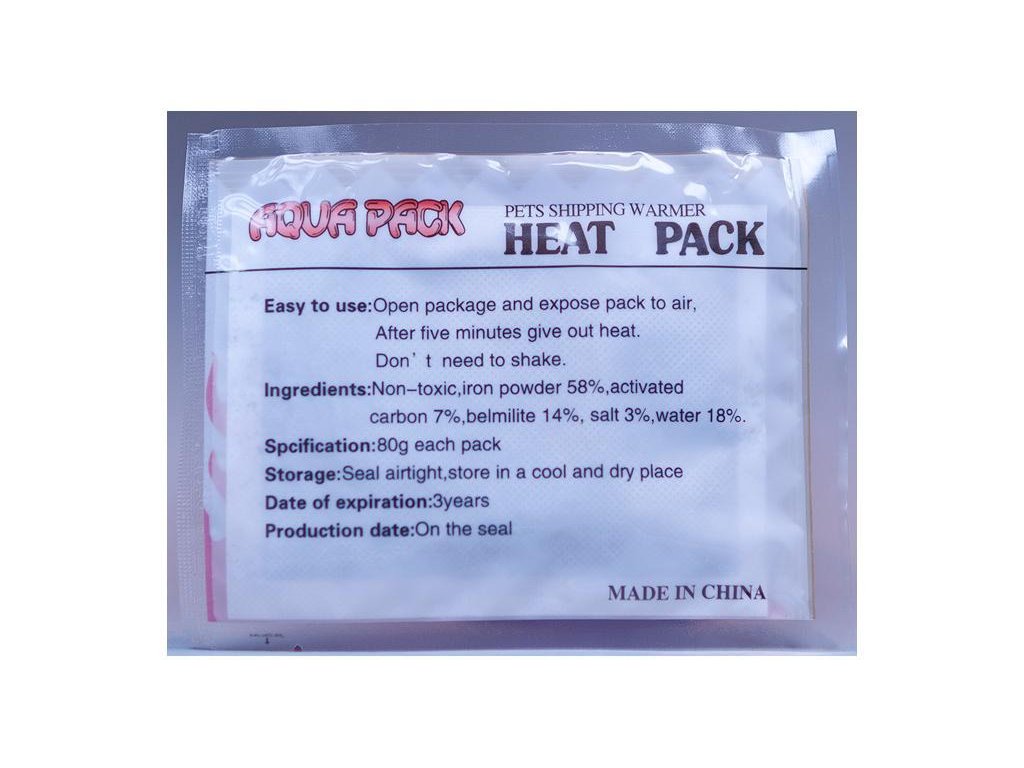 AQUA PACK
PETS SHIPPING WARMER
HEAT PACK
Easy to use:Open package and expose pack to air,
After five minutes give out heat.
Don't need to shake.
Ingredients:Non-toxic,iron powder 58%,activated
carbon 7%,belmilite 14%, salt 3%,water 18%.
Spcification:80g each pack
Storage:Seal airtight,store in a cool and dry place
Date of expiration:3years
Production date:On the seal
MADE IN CHINA